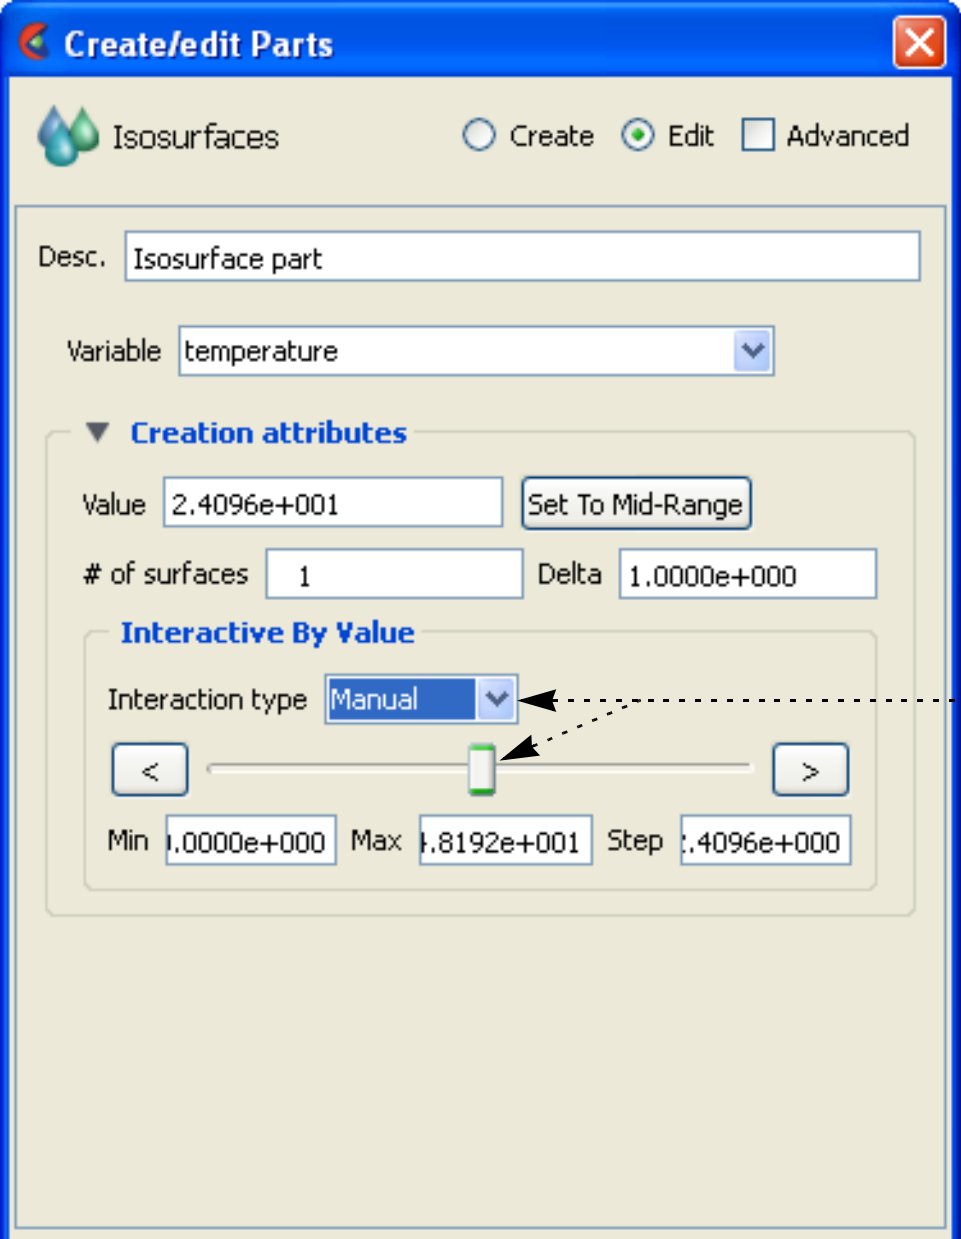 Create/edit Parts
Isosurfaces Create Edit Advanced
Desc. Isosurface part
Variable temperature
Creation attributes
Value 2.4096e+001 Set To Mid-Range
# of surfaces 1 Delta 1.0000e+000
Interactive By Value
Interaction type Manual
< >
Min .0000e+000 Max .8192e+001 Step .4096e+000